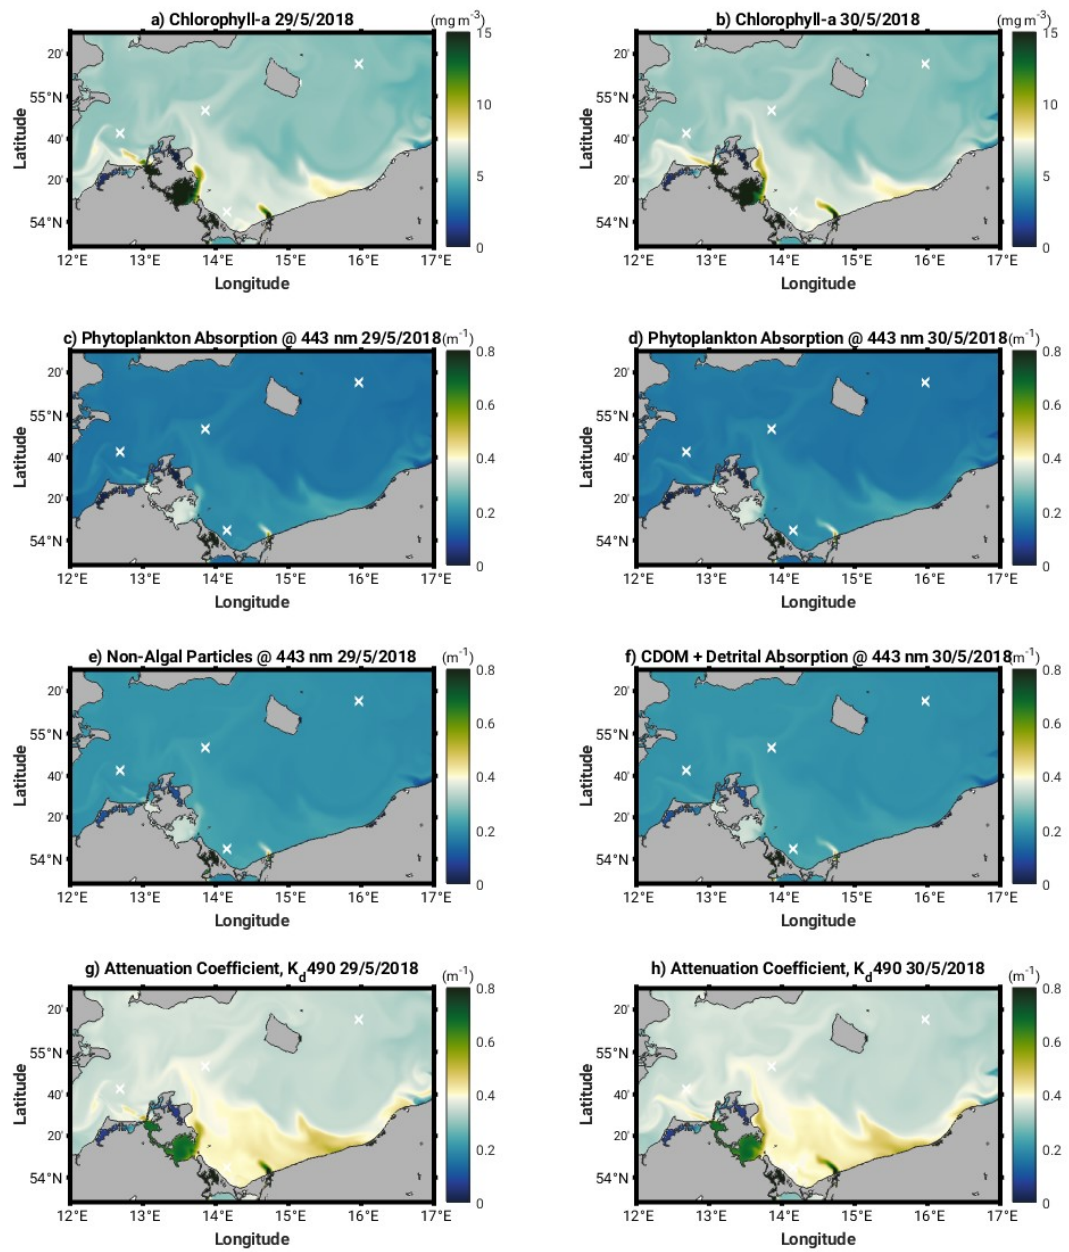 a) Chlorophyll-a 29/5/2018
(mg m-3)
15
10
5
0
20'
55°N
40'
20'
54°N
Latitude
12°E 13°E 14°E 15°E 16°E 17°E
Longitude
b) Chlorophyll-a 30/5/2018
(mg m-3)
15
10
5
0
20'
55°N
40'
20'
54°N
Latitude
12°E 13°E 14°E 15°E 16°E 17°E
Longitude
c) Phytoplankton Absorption @ 443 nm 29/5/2018
(m-1)
0.8
0.6
0.4
0.2
0
20'
55°N
40'
20'
54°N
Latitude
12°E 13°E 14°E 15°E 16°E 17°E
Longitude
d) Phytoplankton Absorption @ 443 nm 30/5/2018
(m-1)
0.8
0.6
0.4
0.2
0
20'
55°N
40'
20'
54°N
Latitude
12°E 13°E 14°E 15°E 16°E 17°E
Longitude
e) Non-Algal Particles @ 443 nm 29/5/2018
(m-1)
0.8
0.6
0.4
0.2
0
20'
55°N
40'
20'
54°N
Latitude
12°E 13°E 14°E 15°E 16°E 17°E
Longitude
f) CDOM + Detrital Absorption @ 443 nm 30/5/2018
m-1)
0.8
0.6
0.4
0.2
0
20'
55°N
40'
20'
54°N
Latitude
12°E 13°E 14°E 15°E 16°E 17°E
Longitude
g) Attenuation Coefficient, Kd490 29/5/2018
(m-1)
0.8
0.6
0.4
0.2
0
20'
55°N
40'
20'
54°N
Latitude
12°E 13°E 14°E 15°E 16°E 17°E
Longitude
h) Attenuation Coefficient, Kd490 30/5/2018
(m-1)
0.8
0.6
0.4
0.2
0
20'
55°N
40'
20'
54°N
Latitude
12°E 13°E 14°E 15°E 16°E 17°E
Longitude